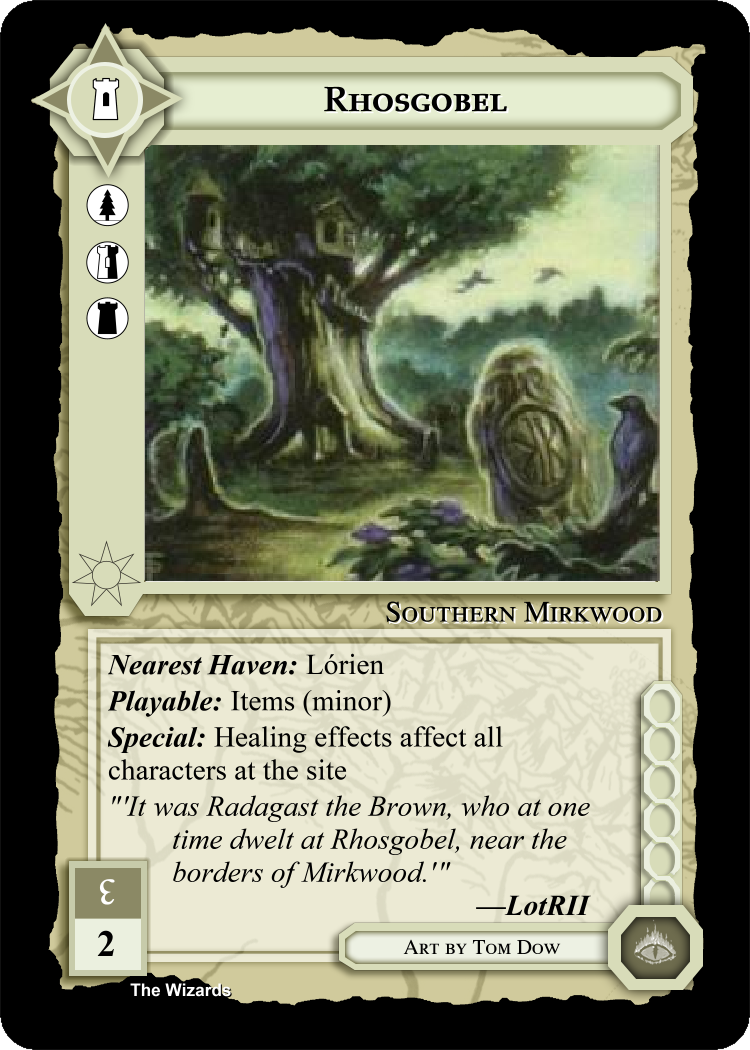 Rhosgobel
Southern Mirkwood
Nearest Haven: Lórien
Playable: Items (minor)
Special: Healing effects affect all
characters at the site
"'It was Radagast the Brown, who at one
time dwelt at Rhosgobel, near the
borders of Mirkwood.'"
—LotRII
ε
2
Art by Tom Dow
The Wizards